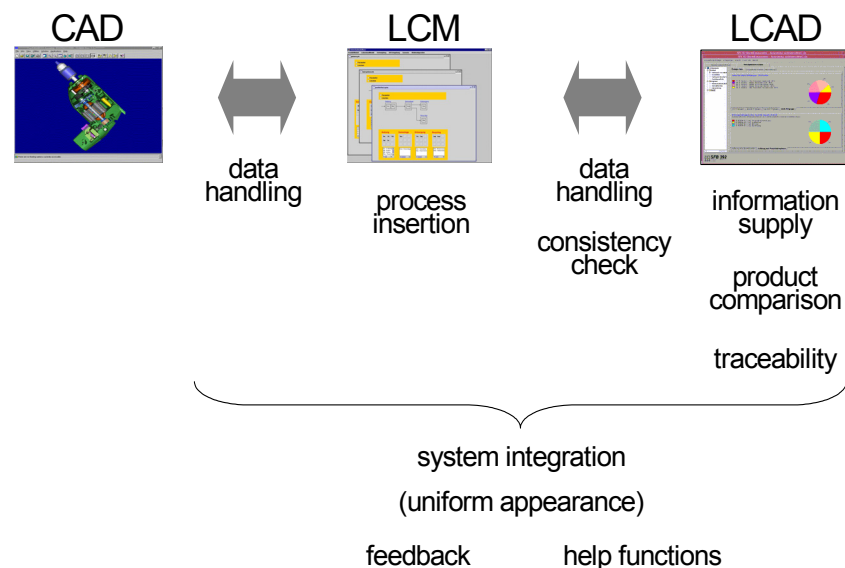 CAD
LCM
LCAD
data
handling
process
insertion
data
handling
consistency
check
information
supply
product
comparison
traceability
system integration
(uniform appearance)
feedback
help functions